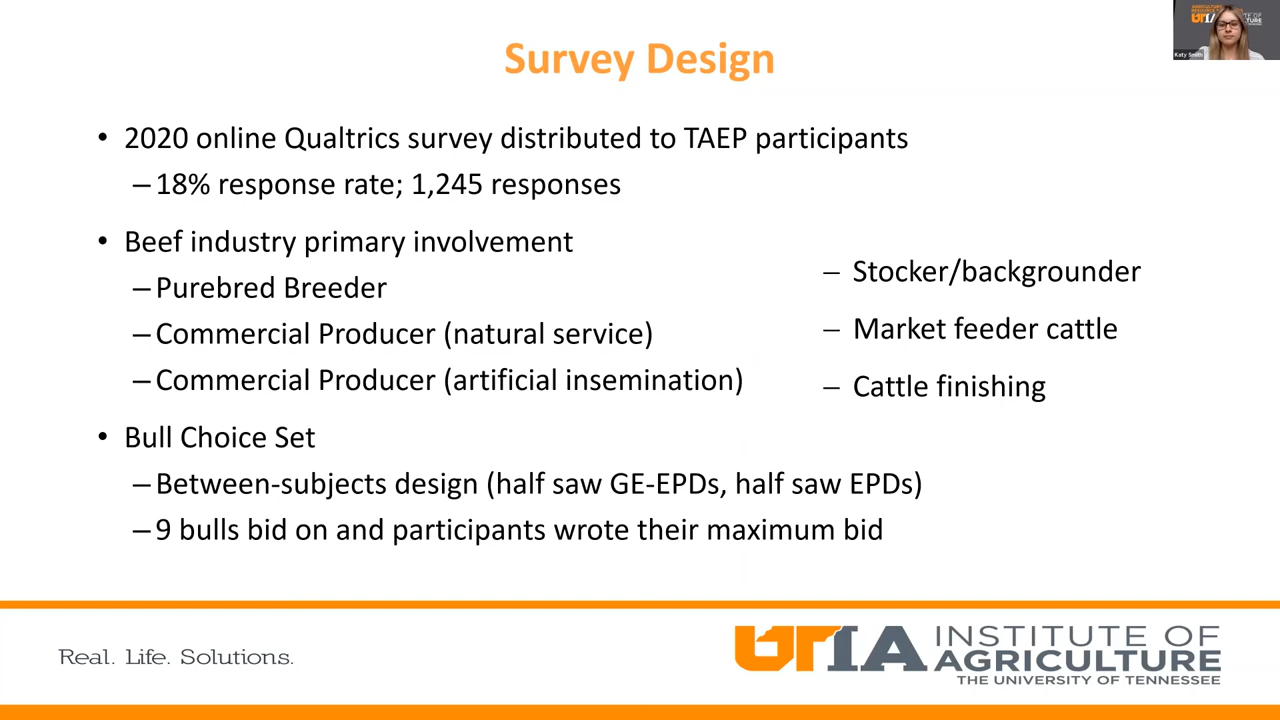 Survey Design
• 2020 online Qualtrics survey distributed to TAEP participants
–18% response rate; 1,245 responses
• Beef industry primary involvement
–Purebred Breeder
–Commercial Producer (natural service)
–Commercial Producer (artificial insemination)
– Stocker/backgrounder
– Market feeder cattle
– Cattle finishing
• Bull Choice Set
–Between-subjects design (half saw GE-EPDs, half saw EPDs)
–9 bulls bid on and participants wrote their maximum bid
Real. Life. Solutions.
UTIA INSTITUTE OF
AGRICULTURE
THE UNIVERSITY OF TENNESSEE
Katy Smith